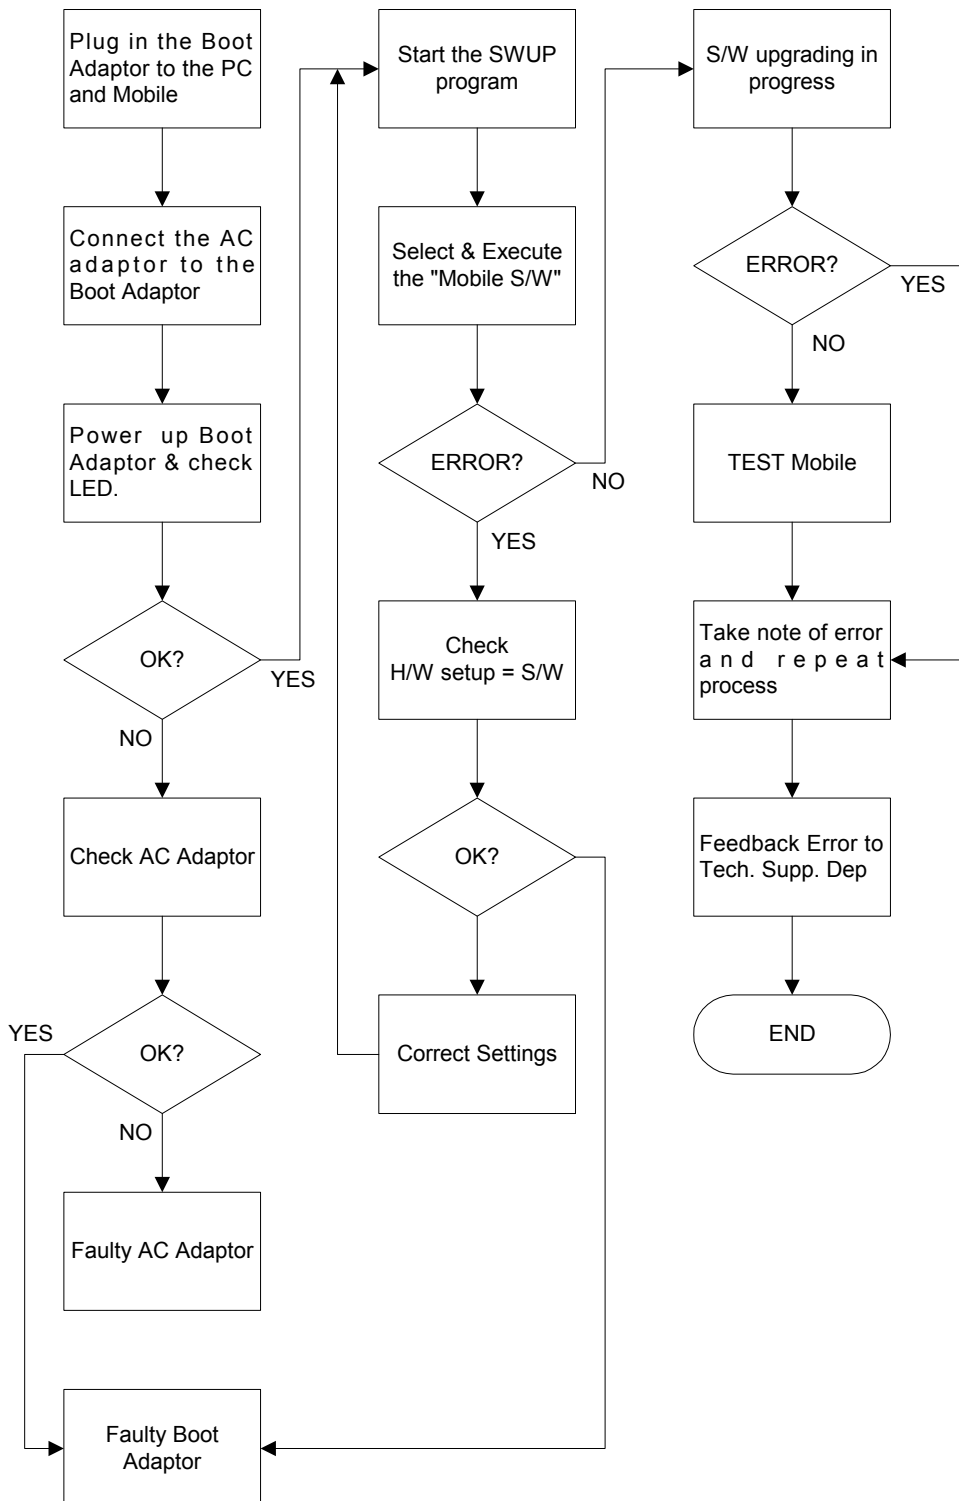 Plug in the Boot
Adaptor to the PC
and Mobile
Connect the AC
adaptor to the
Boot Adaptor
Power up Boot
Adaptor & check
LED.
OK?
YES
NO
Check AC Adaptor
YES
OK?
NO
Faulty AC Adaptor
Faulty Boot
Adaptor
Start the SWUP
program
Select & Execute
the "Mobile S/W"
ERROR?
NO
YES
Check
H/W setup = S/W
OK?
Correct Settings
S/W upgrading in
progress
ERROR?
YES
NO
TEST Mobile
Take note of error
and repeat
process
Feedback Error to
Tech. Supp. Dep
END